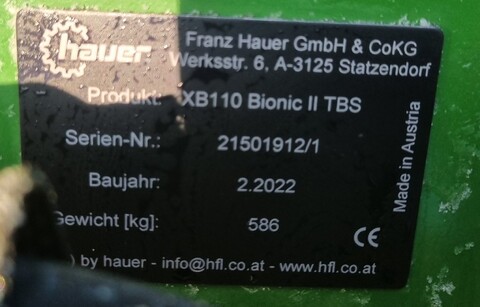 hauer
Franz Hauer GmbH & CoKG
Werksstr. 6, A-3125 Statzendorf
Produkt: XB110 Bionic II TBS
Serien-Nr.: 21501912/1
Baujahr: 2.2022
Gewicht [kg]: 586
) by hauer - info@hfl.co.at - www.hfl.co.at
Made in Austria
CE